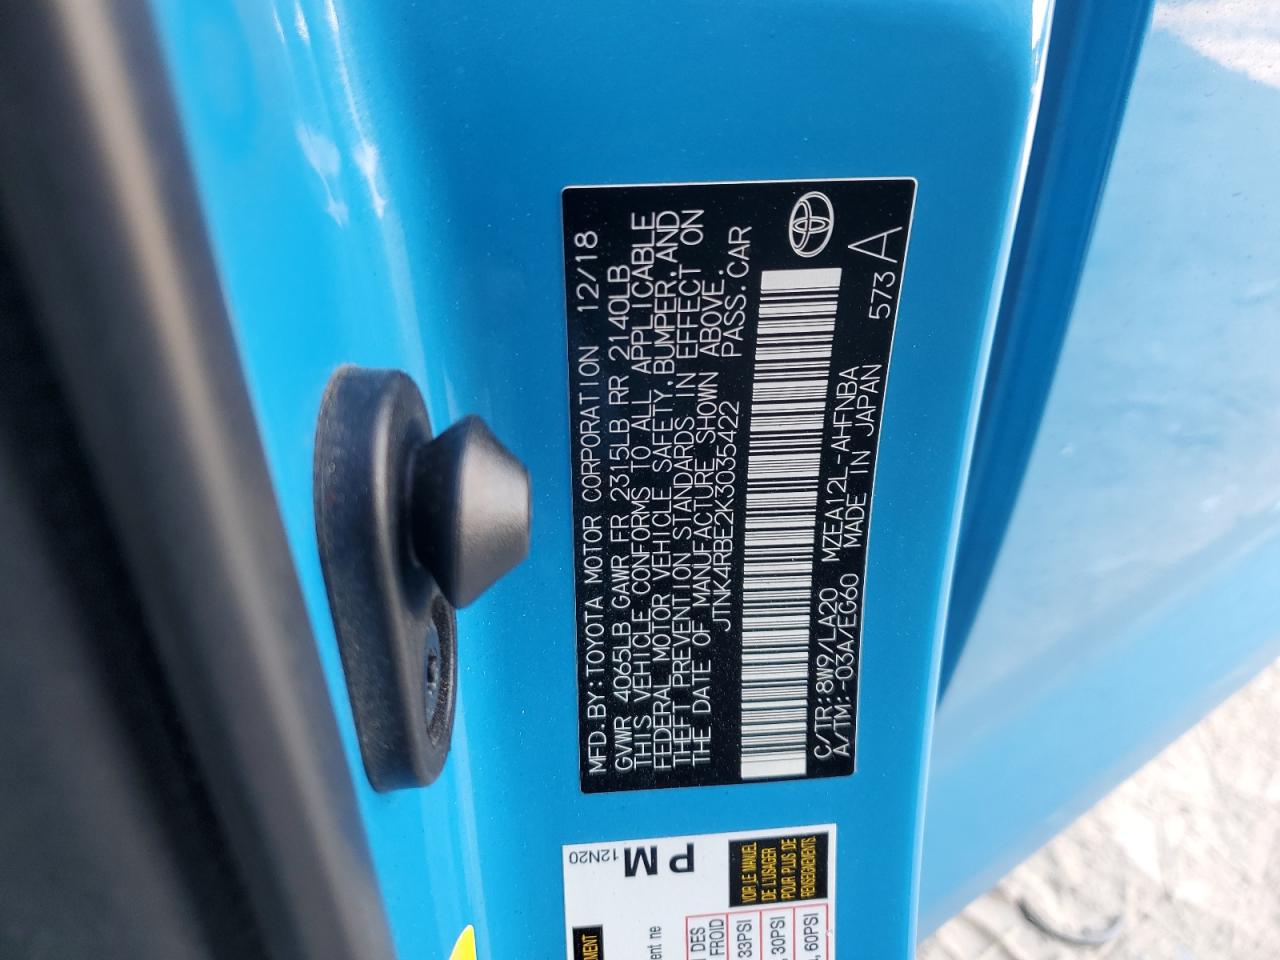 MFD.BY:TOYOTA MOTOR CORPORATION 12/18
GVWR 4065LB GAWR FR 2315LB RR 2140LB
THIS VEHICLE CONFORMS TO ALL APPLICABLE
FEDERAL MOTOR VEHICLE SAFETY,BUMPER,AND
THEFT PREVENTION STANDARDS IN EFFECT ON
THE DATE OF MANUFACTURE SHOWN ABOVE.
JTNK4RBE2K3035422 PASS.CAR
C/TR:8W9/LA20 MZEA12L-AHFNBA
A/TM:-03A/EG60 MADE IN JAPAN
573 A
12N20
PM
VOIR LE MANUEL
DE L'USAGER
POUR PLUS DE
RENSEIGNEMENTS
DES
FROID
33PSI
30PSI
60PSI